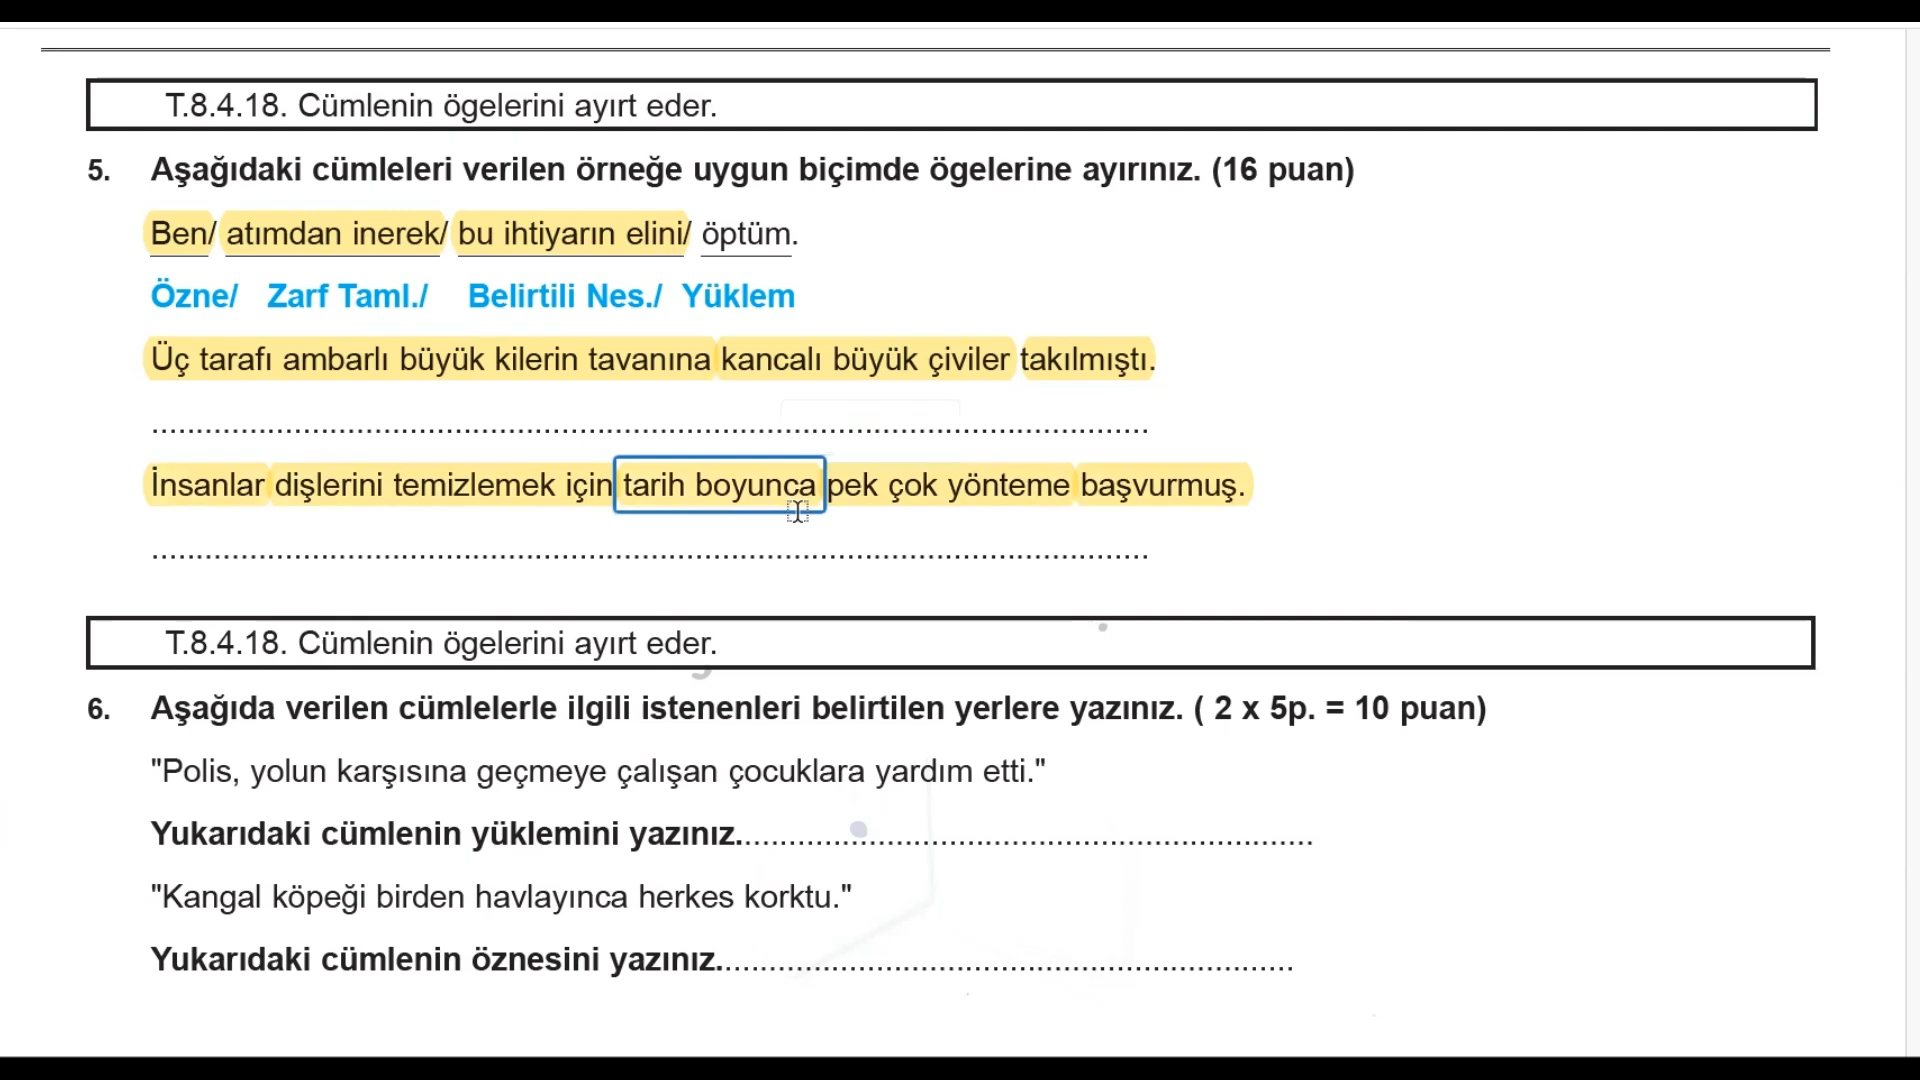 T.8.4.18. Cümlenin ögelerini ayırt eder.
5. Aşağıdaki cümleleri verilen örneğe uygun biçimde ögelerine ayırınız. (16 puan)
Ben/ atımdan inerek/ bu ihtiyarın elini/ öptüm.
Özne/ Zarf Taml./ Belirtili Nes./ Yüklem
Üç tarafı ambarlı büyük kilerin tavanına kancalı büyük çiviler takılmıştı.
....................................................................................................................
İnsanlar dişlerini temizlemek için tarih boyunca pek çok yönteme başvurmuş.
....................................................................................................................
T.8.4.18. Cümlenin ögelerini ayırt eder.
6. Aşağıda verilen cümlelerle ilgili istenenleri belirtilen yerlere yazınız. ( 2 x 5p. = 10 puan)
"Polis, yolun karşısına geçmeye çalışan çocuklara yardım etti."
Yukarıdaki cümlenin yüklemini yazınız..................................................................
"Kangal köpeği birden havlayınca herkes korktu."
Yukarıdaki cümlenin öznesini yazınız..................................................................